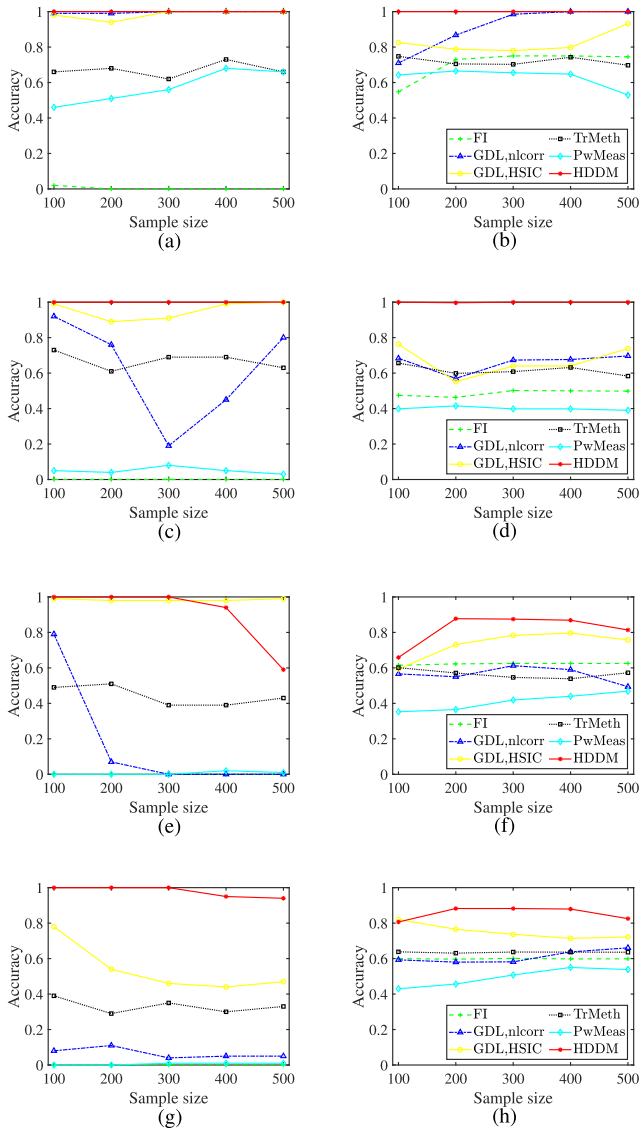 1
0.8
0.6
0.4
0.2
0
Accuracy
100 200 300 400 500
Sample size
(a)
1
0.8
0.6
0.4
0.2
0
Accuracy
FI
GDL,nlcorr
GDL,HSIC
TrMeth
PwMeas
HDDM
100 200 300 400 500
Sample size
(b)
1
0.8
0.6
0.4
0.2
0
Accuracy
100 200 300 400 500
Sample size
(c)
1
0.8
0.6
0.4
0.2
0
Accuracy
FI
GDL,nlcorr
GDL,HSIC
TrMeth
PwMeas
HDDM
100 200 300 400 500
Sample size
(d)
1
0.8
0.6
0.4
0.2
0
Accuracy
100 200 300 400 500
Sample size
(e)
1
0.8
0.6
0.4
0.2
0
Accuracy
FI
GDL,nlcorr
GDL,HSIC
TrMeth
PwMeas
HDDM
100 200 300 400 500
Sample size
(f)
1
0.8
0.6
0.4
0.2
0
Accuracy
100 200 300 400 500
Sample size
(g)
1
0.8
0.6
0.4
0.2
0
Accuracy
FI
GDL,nlcorr
GDL,HSIC
TrMeth
PwMeas
HDDM
100 200 300 400 500
Sample size
(h)